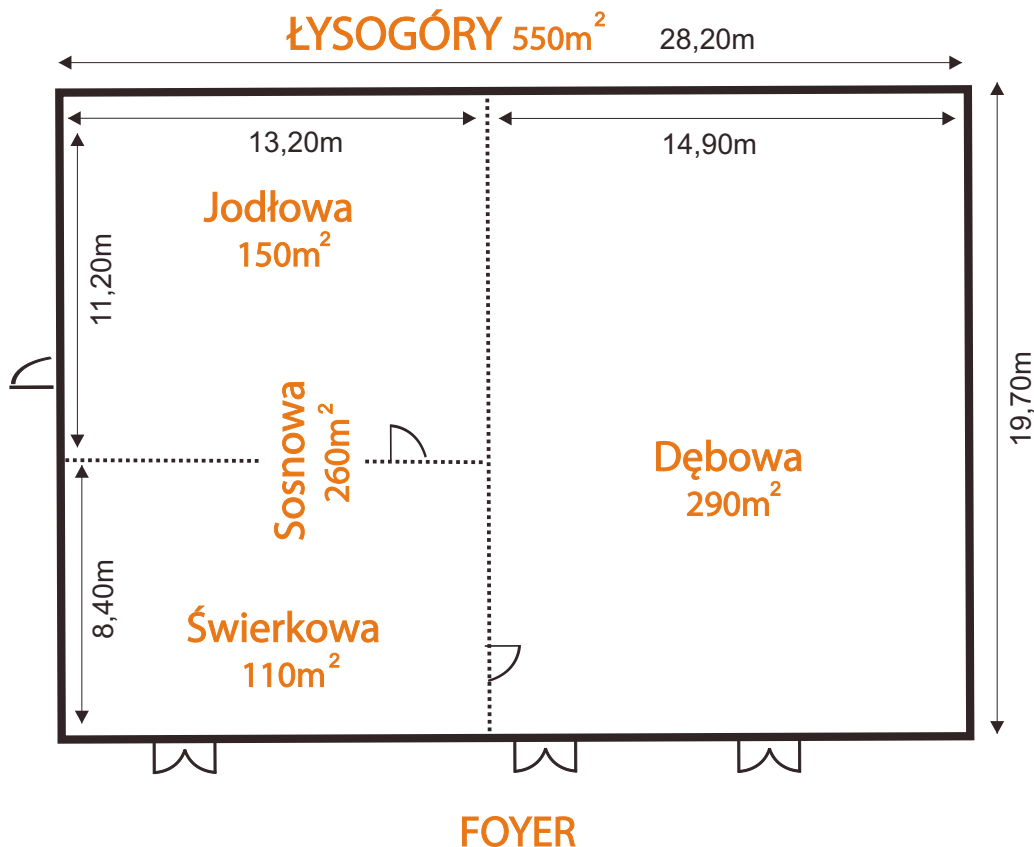 ŁYSOGÓRY 550m²
28,20m
13,20m
14,90m
Jodłowa
150m²
11,20m
19,70m
Sosnowa
260m²
Dębowa
290m²
8,40m
Świerkowa
110m²
FOYER